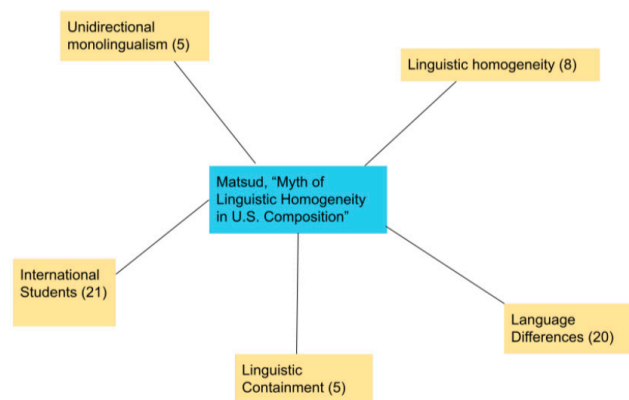 Unidirectional
monolingualism (5)
Linguistic homogeneity (8)
Matsud, “Myth of
Linguistic Homogeneity
in U.S. Composition”
International
Students (21)
Language
Differences (20)
Linguistic
Containment (5)